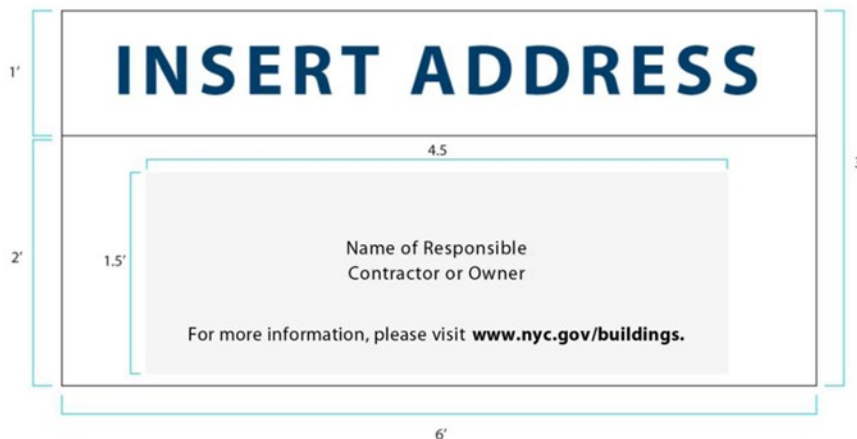 1’
INSERT ADDRESS
4.5
3
2’
1.5’
Name of Responsible
Contractor or Owner
For more information, please visit www.nyc.gov/buildings.
6’